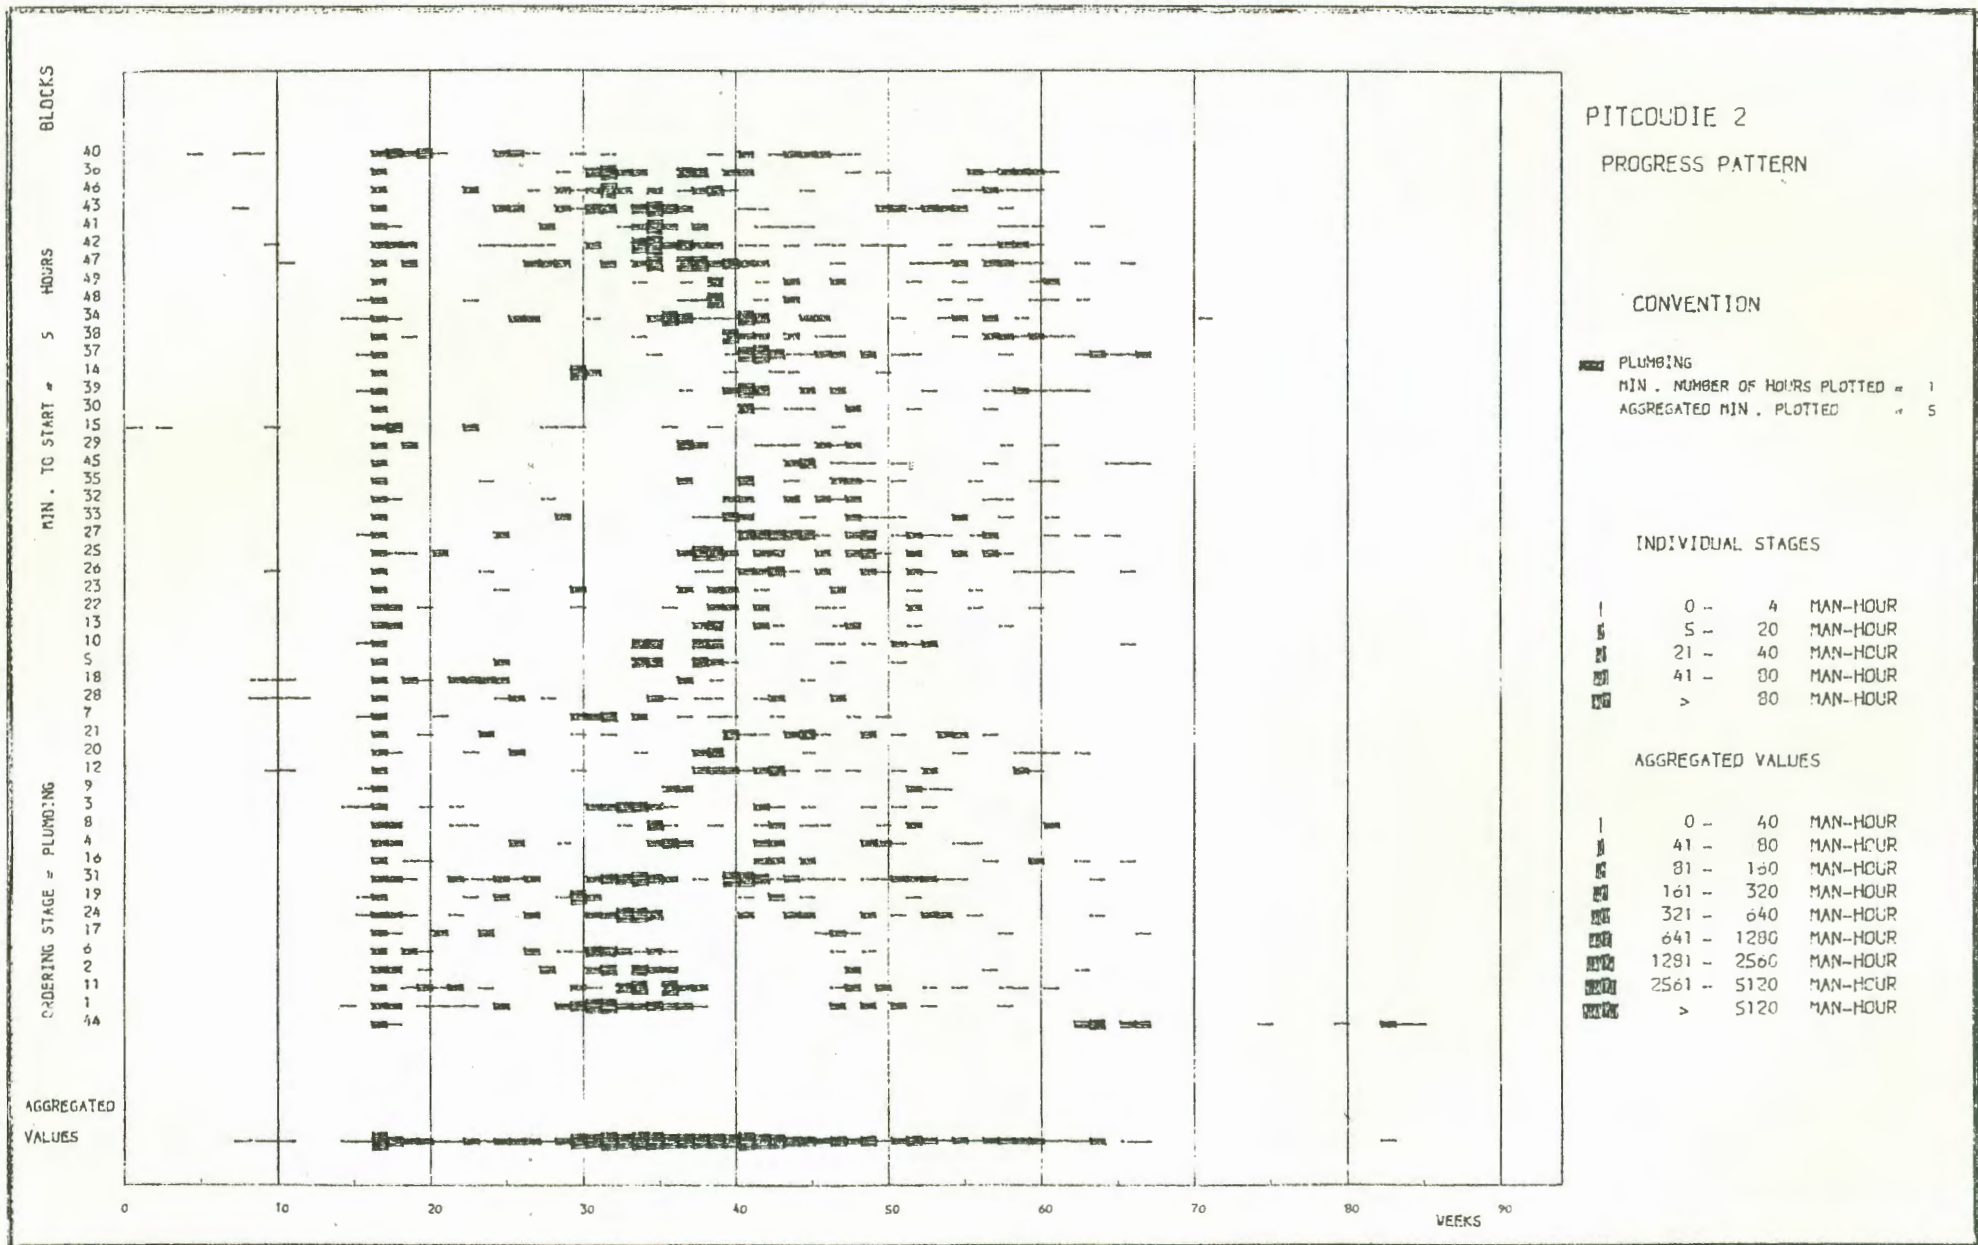 PITCOUDIE 2
PROGRESS PATTERN
CONVENTION
PLUMBING
MIN . NUMBER OF HOURS PLOTTED = 1
AGGREGATED MIN . PLOTTED = 5
INDIVIDUAL STAGES
0 - 4 MAN-HOUR
5 - 20 MAN-HOUR
21 - 40 MAN-HOUR
41 - 80 MAN-HOUR
> 80 MAN-HOUR
AGGREGATED VALUES
0 - 40 MAN-HOUR
41 - 80 MAN-HOUR
81 - 160 MAN-HOUR
161 - 320 MAN-HOUR
321 - 640 MAN-HOUR
641 - 1280 MAN-HOUR
1281 - 2560 MAN-HOUR
2561 - 5120 MAN-HOUR
> 5120 MAN-HOUR
BLOCKS
MIN . TO START = 5 HOURS
ORDERING STAGE = PLUMBING
40
36
46
43
41
42
47
49
48
34
38
37
14
39
30
15
29
45
35
32
33
27
25
26
23
22
13
10
5
18
28
7
21
20
12
9
3
8
4
16
31
19
24
17
6
2
11
1
44
AGGREGATED
VALUES
0 10 20 30 40 50 60 70 80 90
WEEKS